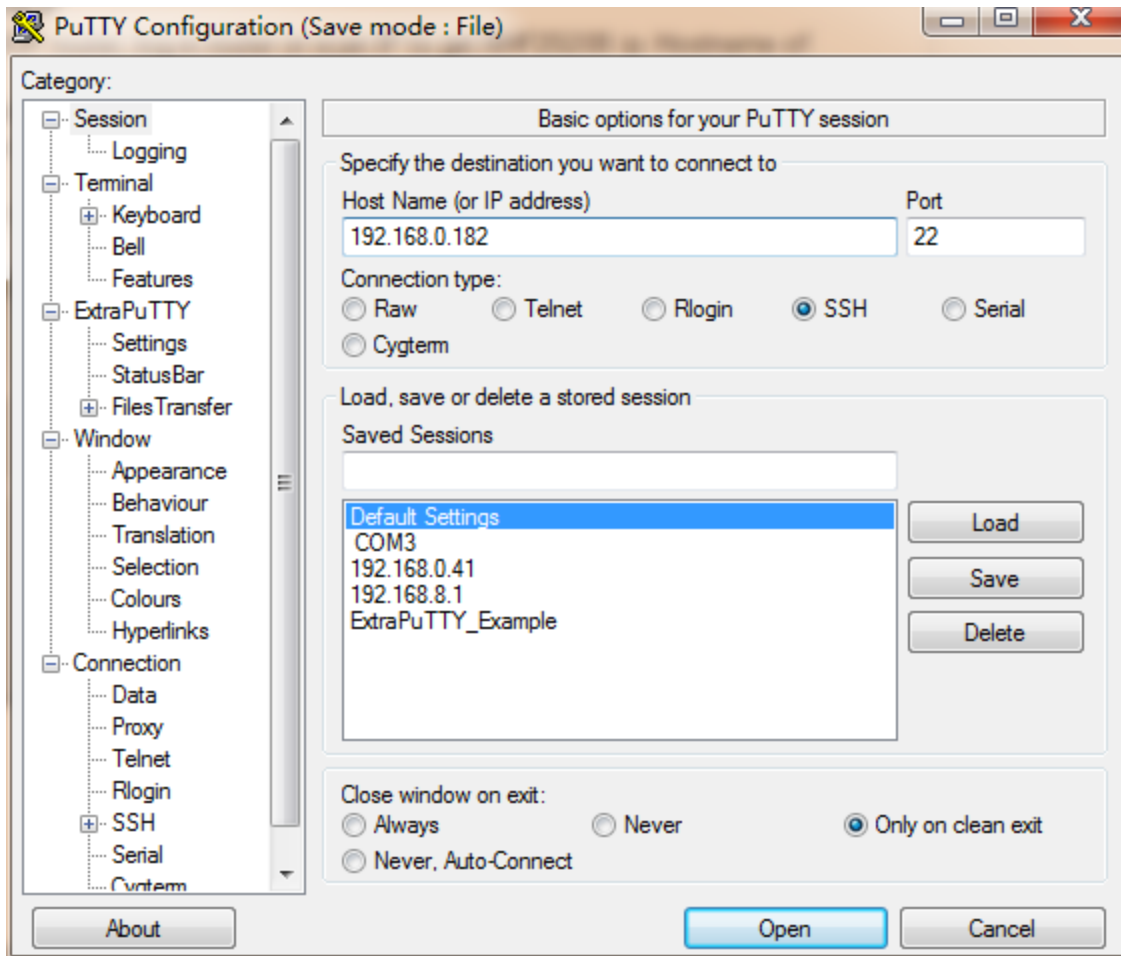 PuTTY Configuration (Save mode : File)
Category:
Session
Logging
Terminal
Keyboard
Bell
Features
ExtraPuTTY
Settings
StatusBar
FilesTransfer
Window
Appearance
Behaviour
Translation
Selection
Colours
Hyperlinks
Connection
Data
Proxy
Telnet
Rlogin
SSH
Serial
Cygterm
About
Basic options for your PuTTY session
Specify the destination you want to connect to
Host Name (or IP address) Port
192.168.0.182 22
Connection type:
Raw Telnet Rlogin SSH Serial
Cygterm
Load, save or delete a stored session
Saved Sessions
Default Settings
COM3
192.168.0.41
192.168.8.1
ExtraPuTTY_Example
Load
Save
Delete
Close window on exit:
Always Never Only on clean exit
Never, Auto-Connect
Open Cancel